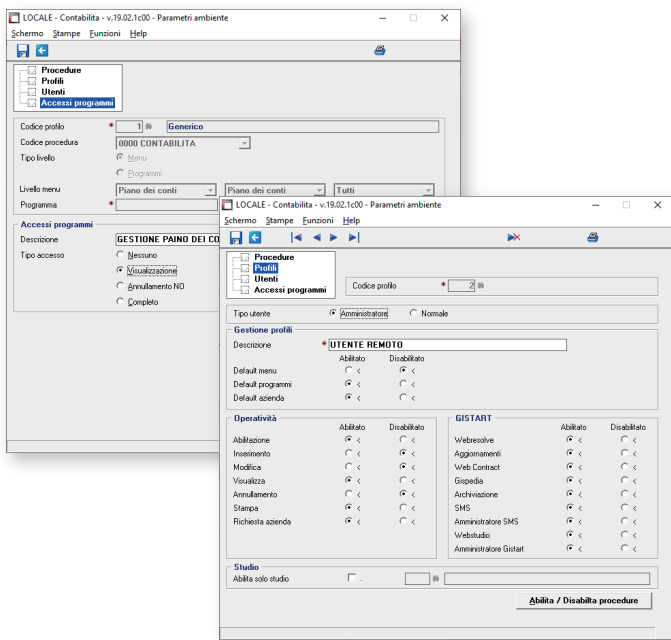 LOCALE - Contabilita - v.19.02.1c00 - Parametri ambiente
Schermo Stampe Funzioni Help
Procedure
Profili
Utenti
Accessi programmi
Codice profilo * 1 Generico
Codice procedura 0000 CONTABILITA
Tipo livello Menu
Programmi
Livello menu Piano dei conti Piano dei conti Tutti
Programma *
Accessi programmi
Descrizione GESTIONE PAINO DEI CO
Tipo accesso Nessuno
Visualizzazione
Annullamento NO
Completo
LOCALE - Contabilita - v.19.02.1c00 - Parametri ambiente
Schermo Stampe Funzioni Help
Procedure
Profili
Utenti
Accessi programmi
Codice profilo * 2
Tipo utente Amministratore Normale
Gestione profili
Descrizione * UTENTE REMOTO
Abilitato Disabilitato
Default menu < <
Default programmi < <
Default azienda < <
Operatività
Abilitato Disabilitato
Abilitazione < <
Inserimento < <
Modifica < <
Visualizza < <
Annullamento < <
Stampa < <
Richiesta azienda < <
GISTART
Abilitato Disabilitato
Webresolve < <
Aggiornamenti < <
Web Contract < <
Gispedia < <
Archiviazione < <
SMS < <
Amministratore SMS < <
Webstudio < <
Amministratore Gistart < <
Studio
Abilita solo studio .
Abilita / Disabilta procedure